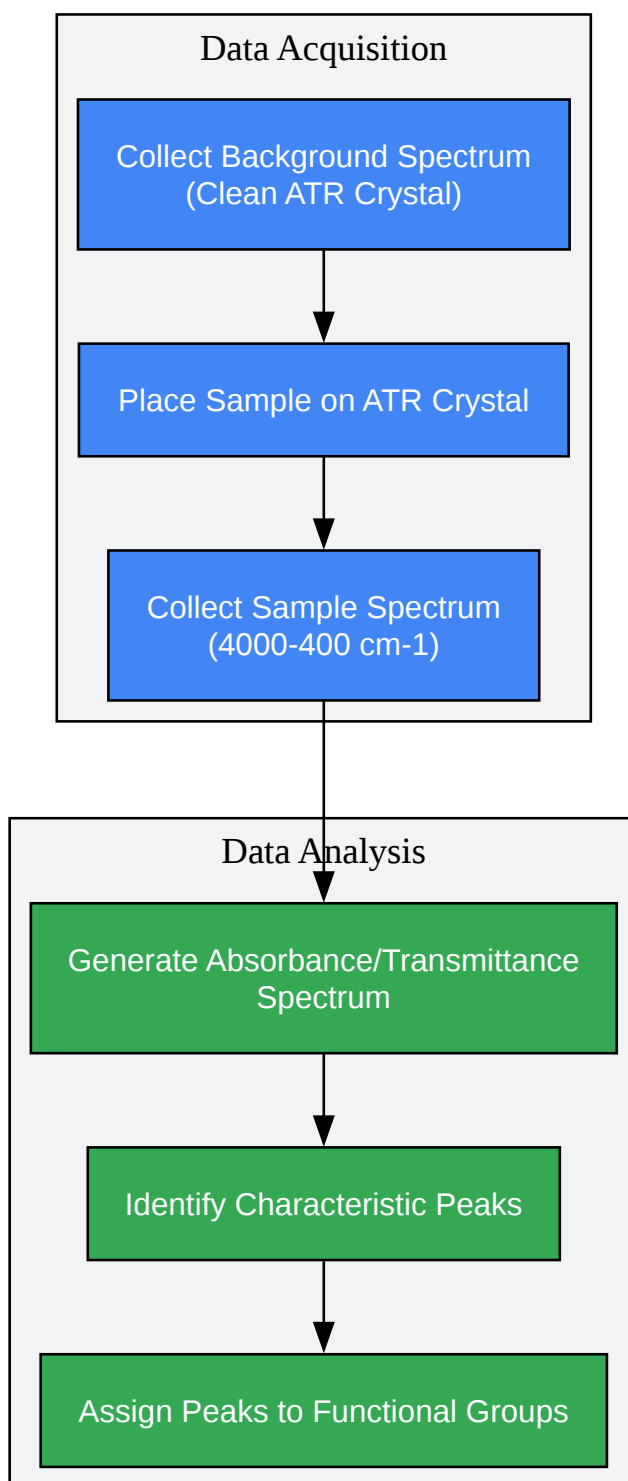 Data Acquisition
Collect Background Spectrum
(Clean ATR Crystal)
Place Sample on ATR Crystal
Collect Sample Spectrum
(4000-400 cm-1)
Data Analysis
Generate Absorbance/Transmittance
Spectrum
Identify Characteristic Peaks
Assign Peaks to Functional Groups